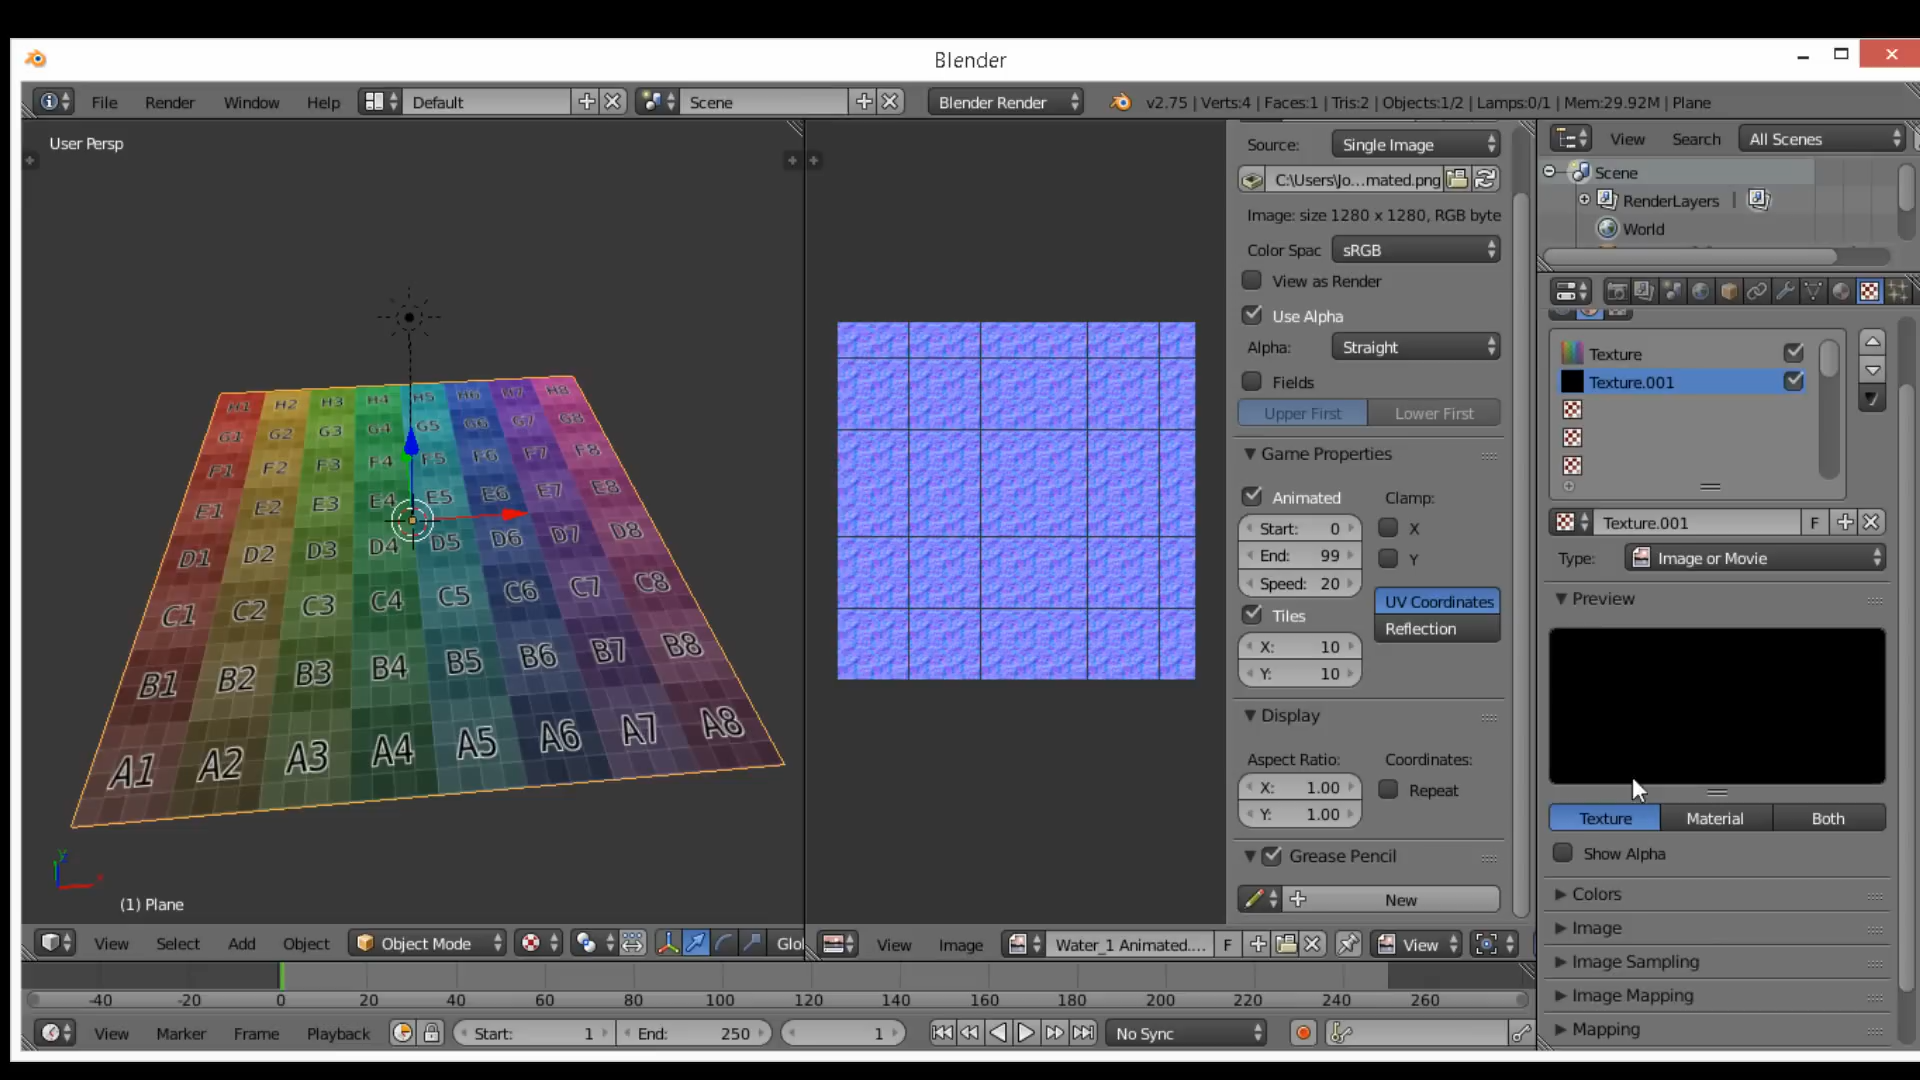 Blender
File Render Window Help Default Scene Blender Render v2.75 | Verts:4 | Faces:1 | Tris:2 | Objects:1/2 | Lamps:0/1 | Mem:29.92M | Plane
User Persp
H1 H2 H3 H4 H5 H6 H7 H8
G1 G2 G3 G4 G5 G6 G7 G8
F1 F2 F3 F4 F5 F6 F7 F8
E1 E2 E3 E4 E5 E6 E7 E8
D1 D2 D3 D4 D5 D6 D7 D8
C1 C2 C3 C4 C5 C6 C7 C8
B1 B2 B3 B4 B5 B6 B7 B8
A1 A2 A3 A4 A5 A6 A7 A8
(1) Plane
View Select Add Object Object Mode Glo
Source: Single Image
C:\Users\Jo...mated.png
Image: size 1280 x 1280, RGB byte
Color Spac sRGB
View as Render
Use Alpha
Alpha: Straight
Fields
Upper First Lower First
Game Properties
Animated Clamp:
Start: 0 X
End: 99 Y
Speed: 20
Tiles UV Coordinates
X: 10 Reflection
Y: 10
Display
Aspect Ratio: Coordinates:
X: 1.00 Repeat
Y: 1.00
Grease Pencil
New
View Image Water_1 Animated.... F View
View Search All Scenes
Scene
RenderLayers
World
Texture
Texture.001
Texture.001 F
Type: Image or Movie
Preview
Texture Material Both
Show Alpha
Colors
Image
Image Sampling
Image Mapping
Mapping
-40 -20 0 20 40 60 80 100 120 140 160 180 200 220 240 260
View Marker Frame Playback Start: 1 End: 250 1 No Sync